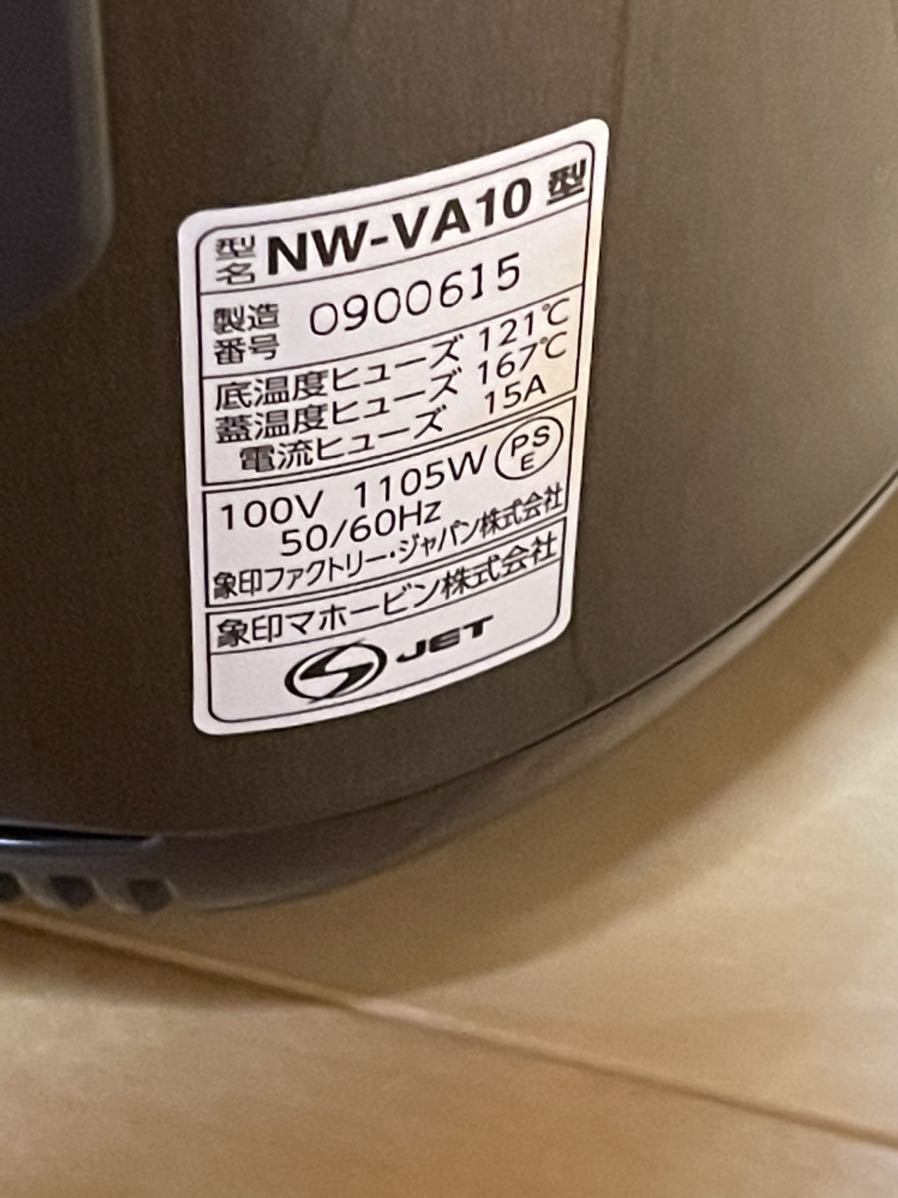 型名 NW-VA10 型
製造番号 0900615
底温度ヒューズ 121℃
蓋温度ヒューズ 167℃
電流ヒューズ 15A
100V 1105W PSE
50/60Hz
象印ファクトリー・ジャパン株式会社
象印マホービン株式会社
S JET